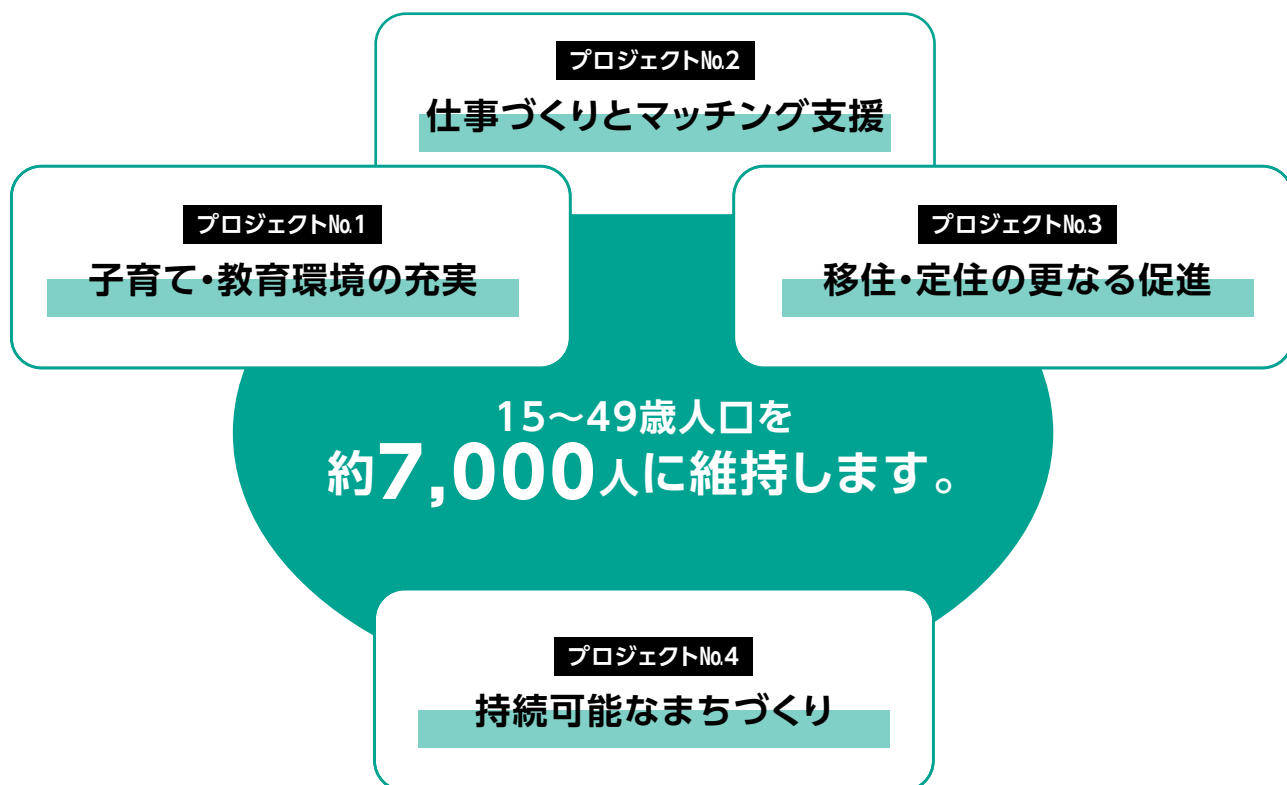 プロジェクト№2
仕事づくりとマッチング支援
プロジェクト№1
子育て・教育環境の充実
プロジェクト№3
移住・定住の更なる促進
15～49歳人口を
約7,000人に維持します。
プロジェクト№4
持続可能なまちづくり